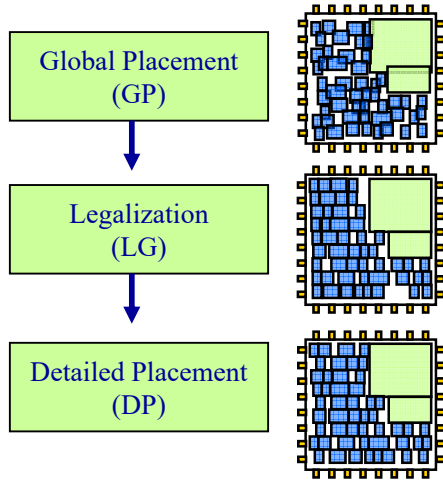 Global Placement
(GP)
Legalization
(LG)
Detailed Placement
(DP)